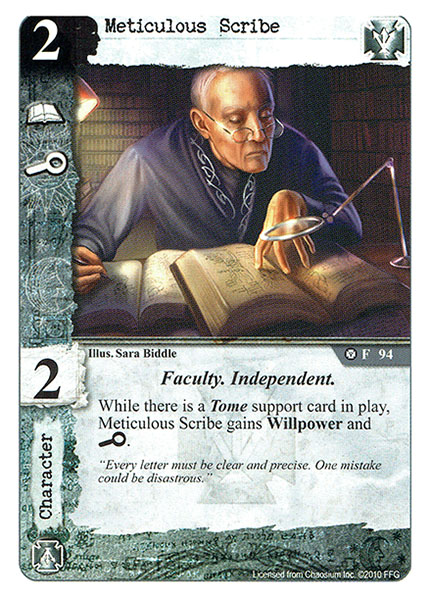 2
Meticulous Scribe
Illus. Sara Biddle
F 94
2
Character
Faculty. Independent.
While there is a Tome support card in play,
Meticulous Scribe gains Willpower and
.
“Every letter must be clear and precise. One mistake
could be disastrous.”
Licensed from Chaosium Inc. ©2010 FFG